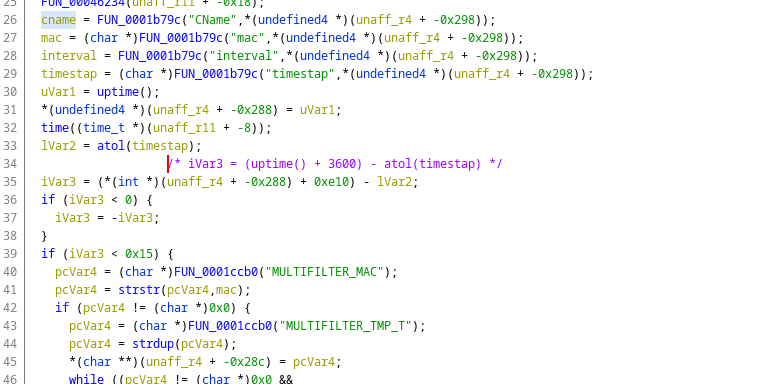 25 FUN_00046234(unaff_r11 + -0x18);
26 cname = FUN_0001b79c("CName",*(undefined4 *)(unaff_r4 + -0x298));
27 mac = (char *)FUN_0001b79c("mac",*(undefined4 *)(unaff_r4 + -0x298));
28 interval = FUN_0001b79c("interval",*(undefined4 *)(unaff_r4 + -0x298));
29 timestap = (char *)FUN_0001b79c("timestap",*(undefined4 *)(unaff_r4 + -0x298));
30 uVar1 = uptime();
31 *(undefined4 *)(unaff_r4 + -0x288) = uVar1;
32 time((time_t *)(unaff_r11 + -8));
33 lVar2 = atol(timestap);
34 /* iVar3 = (uptime() + 3600) - atol(timestap) */
35 iVar3 = (*(int *)(unaff_r4 + -0x288) + 0xe10) - lVar2;
36 if (iVar3 < 0) {
37 iVar3 = -iVar3;
38 }
39 if (iVar3 < 0x15) {
40 pcVar4 = (char *)FUN_0001ccb0("MULTIFILTER_MAC");
41 pcVar4 = strstr(pcVar4,mac);
42 if (pcVar4 != (char *)0x0) {
43 pcVar4 = (char *)FUN_0001ccb0("MULTIFILTER_TMP_T");
44 pcVar4 = strdup(pcVar4);
45 *(char **)(unaff_r4 + -0x28c) = pcVar4;
46 while ((pcVar4 != (char *)0x0 &&